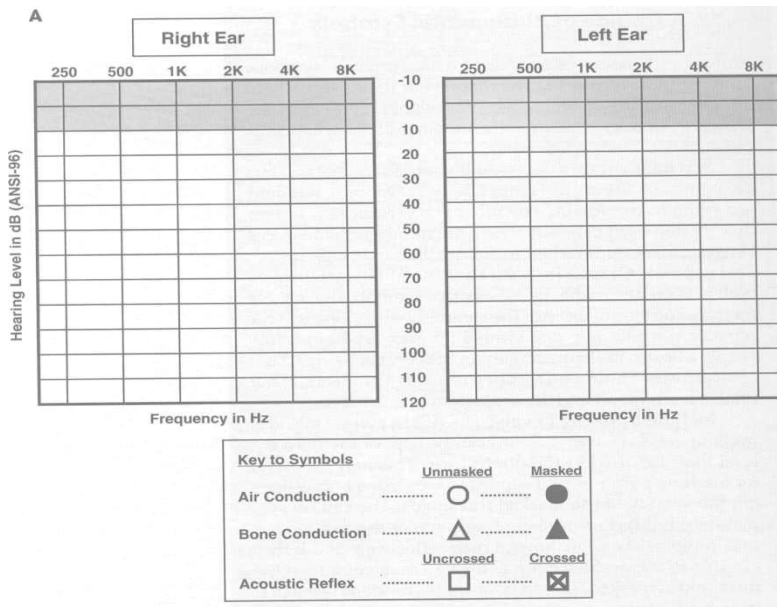 A
Right Ear
Left Ear
250 500 1K 2K 4K 8K
250 500 1K 2K 4K 8K
-10
0
10
20
30
40
50
60
70
80
90
100
110
120
Hearing Level in dB (ANSI-96)
Frequency in Hz
Frequency in Hz
Key to Symbols
Unmasked Masked
Air Conduction
Bone Conduction
Uncrossed Crossed
Acoustic Reflex